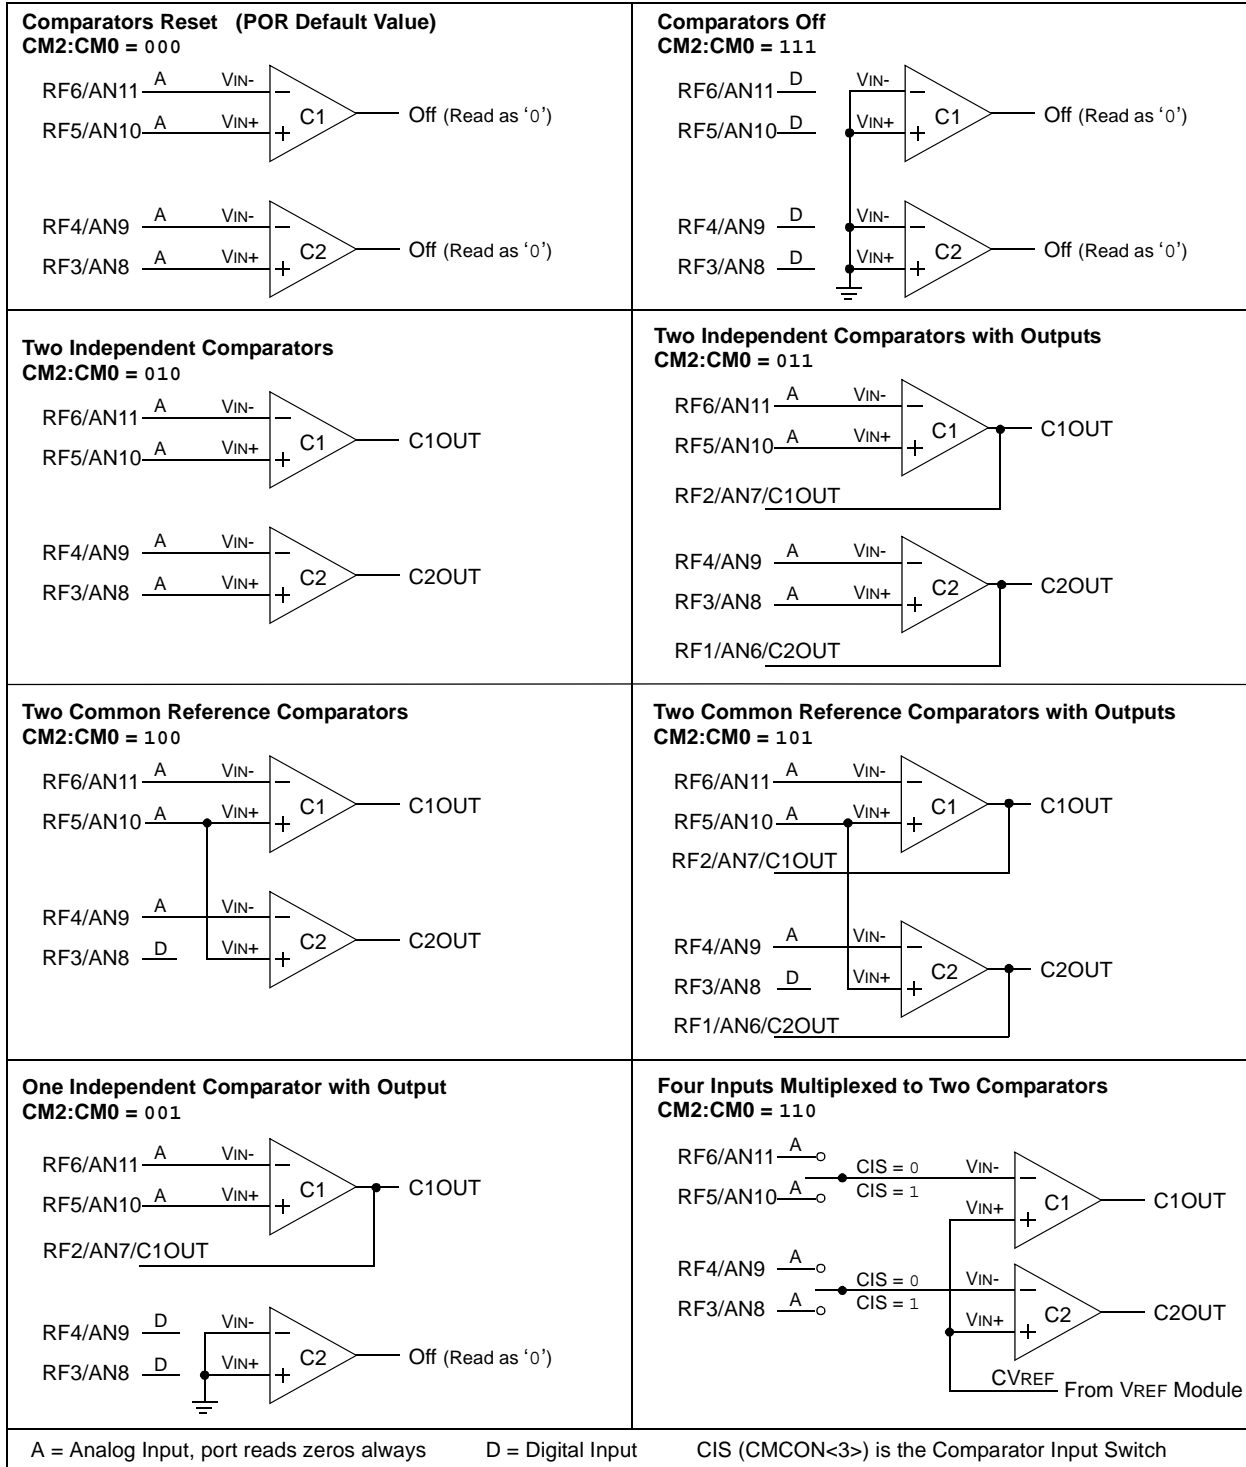 Comparators Reset (POR Default Value)
CM2:CM0 = 000
RF6/AN11 A VIN- −
C1 Off (Read as ‘0’)
RF5/AN10 A VIN+ +
RF4/AN9 A VIN- −
C2 Off (Read as ‘0’)
RF3/AN8 A VIN+ +
Comparators Off
CM2:CM0 = 111
RF6/AN11 D VIN- −
C1 Off (Read as ‘0’)
RF5/AN10 D VIN+ +
RF4/AN9 D VIN- −
C2 Off (Read as ‘0’)
RF3/AN8 D VIN+ +
Two Independent Comparators
CM2:CM0 = 010
RF6/AN11 A VIN- −
C1 C1OUT
RF5/AN10 A VIN+ +
RF4/AN9 A VIN- −
C2 C2OUT
RF3/AN8 A VIN+ +
Two Independent Comparators with Outputs
CM2:CM0 = 011
RF6/AN11 A VIN- −
C1 C1OUT
RF5/AN10 A VIN+ +
RF2/AN7/C1OUT
RF4/AN9 A VIN- −
C2 C2OUT
RF3/AN8 A VIN+ +
RF1/AN6/C2OUT
Two Common Reference Comparators
CM2:CM0 = 100
RF6/AN11 A VIN- −
C1 C1OUT
RF5/AN10 A VIN+ +
RF4/AN9 A VIN- −
C2 C2OUT
RF3/AN8 D VIN+ +
Two Common Reference Comparators with Outputs
CM2:CM0 = 101
RF6/AN11 A VIN- −
C1 C1OUT
RF5/AN10 A VIN+ +
RF2/AN7/C1OUT
RF4/AN9 A VIN- −
C2 C2OUT
RF3/AN8 D VIN+ +
RF1/AN6/C2OUT
One Independent Comparator with Output
CM2:CM0 = 001
RF6/AN11 A VIN- −
C1 C1OUT
RF5/AN10 A VIN+ +
RF2/AN7/C1OUT
RF4/AN9 D VIN- −
C2 Off (Read as ‘0’)
RF3/AN8 D VIN+ +
Four Inputs Multiplexed to Two Comparators
CM2:CM0 = 110
RF6/AN11 A
CIS = 0 VIN- −
RF5/AN10 A CIS = 1
VIN+ + C1 C1OUT
RF4/AN9 A
CIS = 0 VIN- −
RF3/AN8 A CIS = 1
VIN+ + C2 C2OUT
CVREF
From VREF Module
A = Analog Input, port reads zeros always D = Digital Input CIS (CMCON<3>) is the Comparator Input Switch